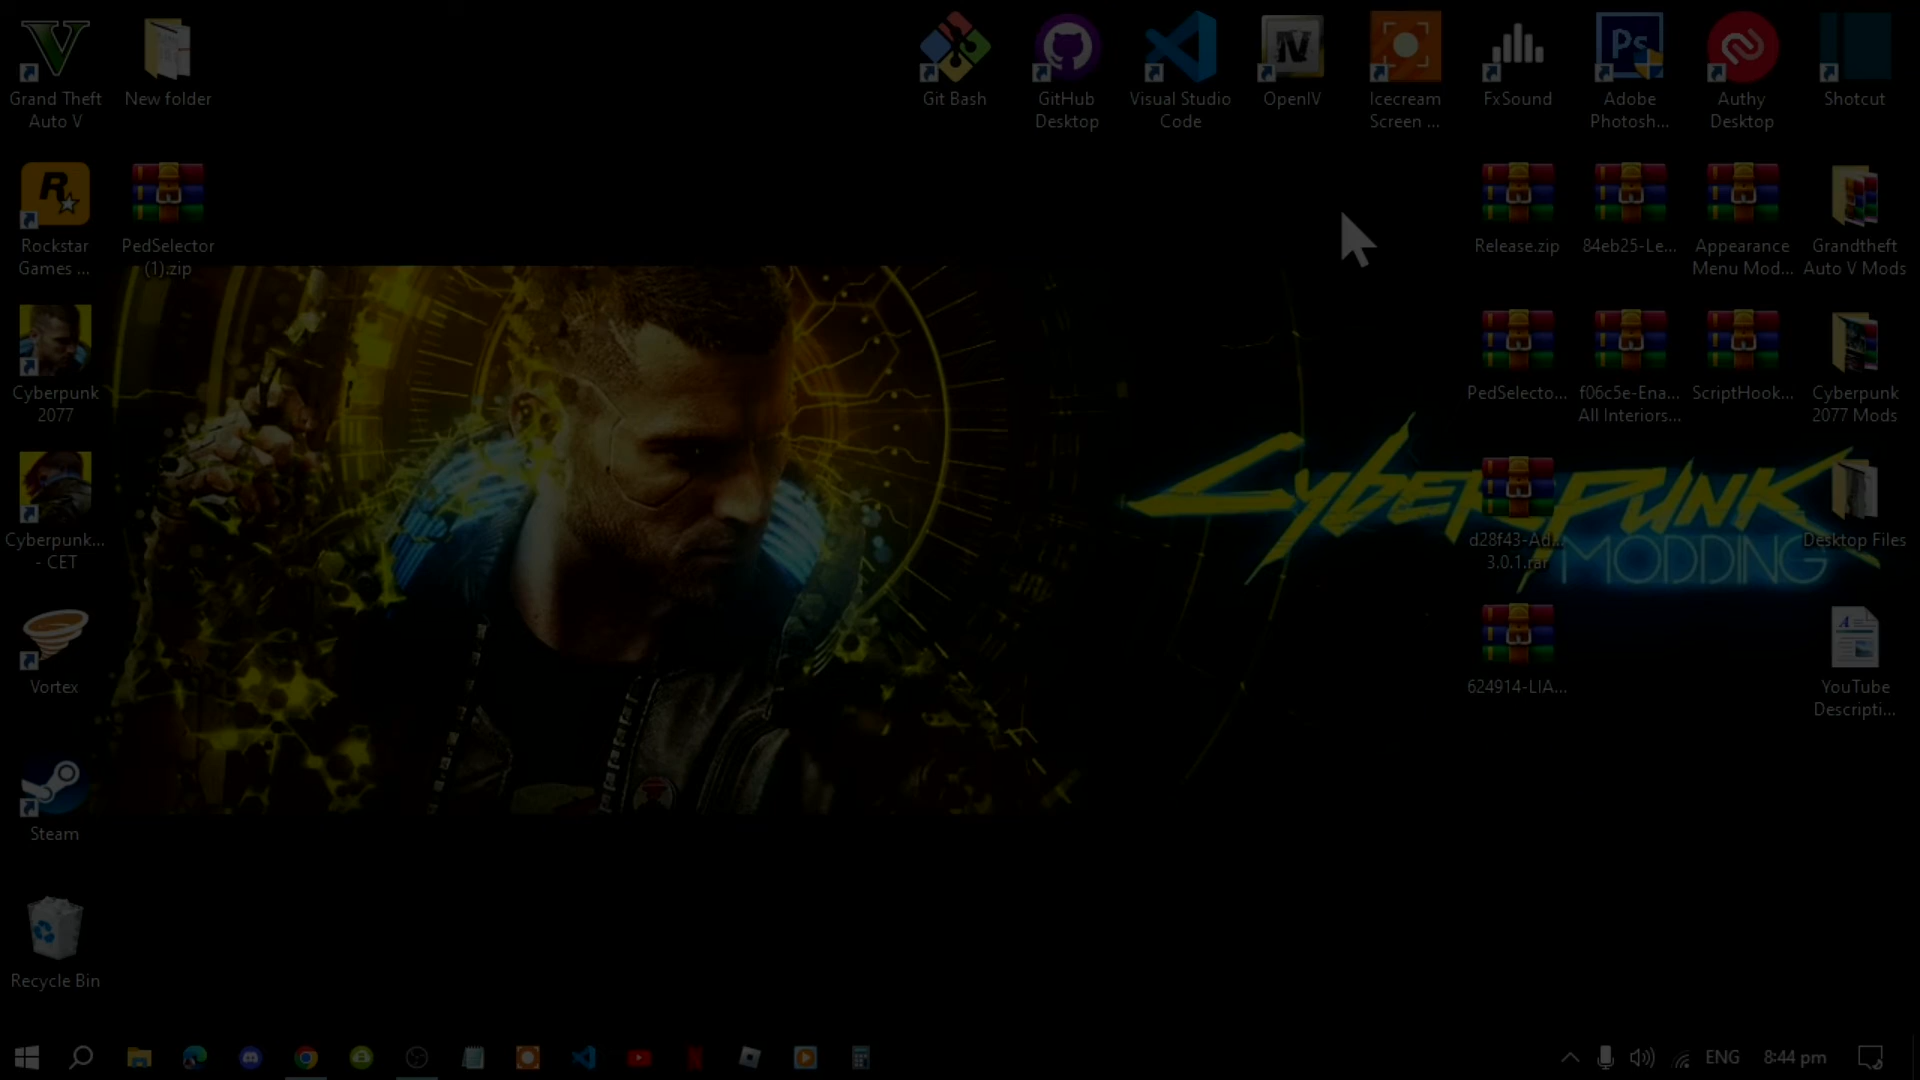 Grand Theft
Auto V
New folder
Git Bash
GitHub
Desktop
Visual Studio
Code
OpenIV
Icecream
Screen ...
FxSound
Ps
Adobe
Photosh...
Authy
Desktop
Shotcut
Rockstar
Games ...
PedSelector
(1).zip
Release.zip
84eb25-Le...
Appearance
Menu Mod...
Grandtheft
Auto V Mods
Cyberpunk
2077
PedSelecto...
f06c5e-Ena...
All Interiors...
ScriptHook...
Cyberpunk
2077 Mods
CYBERPUNK
MODDING
Cyberpunk...
- CET
d28f43-Ad...
3.0.1.rar
Desktop Files
Vortex
624914-LIA...
YouTube
Descripti...
Steam
Recycle Bin
ENG
8:44 pm